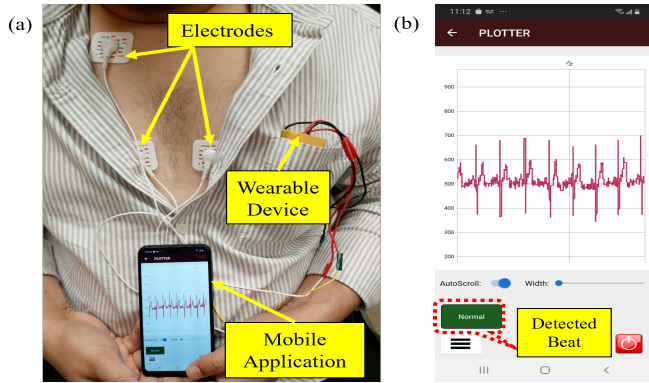 (a)
Electrodes
Wearable
Device
PLOTTER
Mobile
Application
(b)
11:12
PLOTTER
900
800
700
600
500
400
300
200
AutoScroll:
Width:
Normal
Detected
Beat